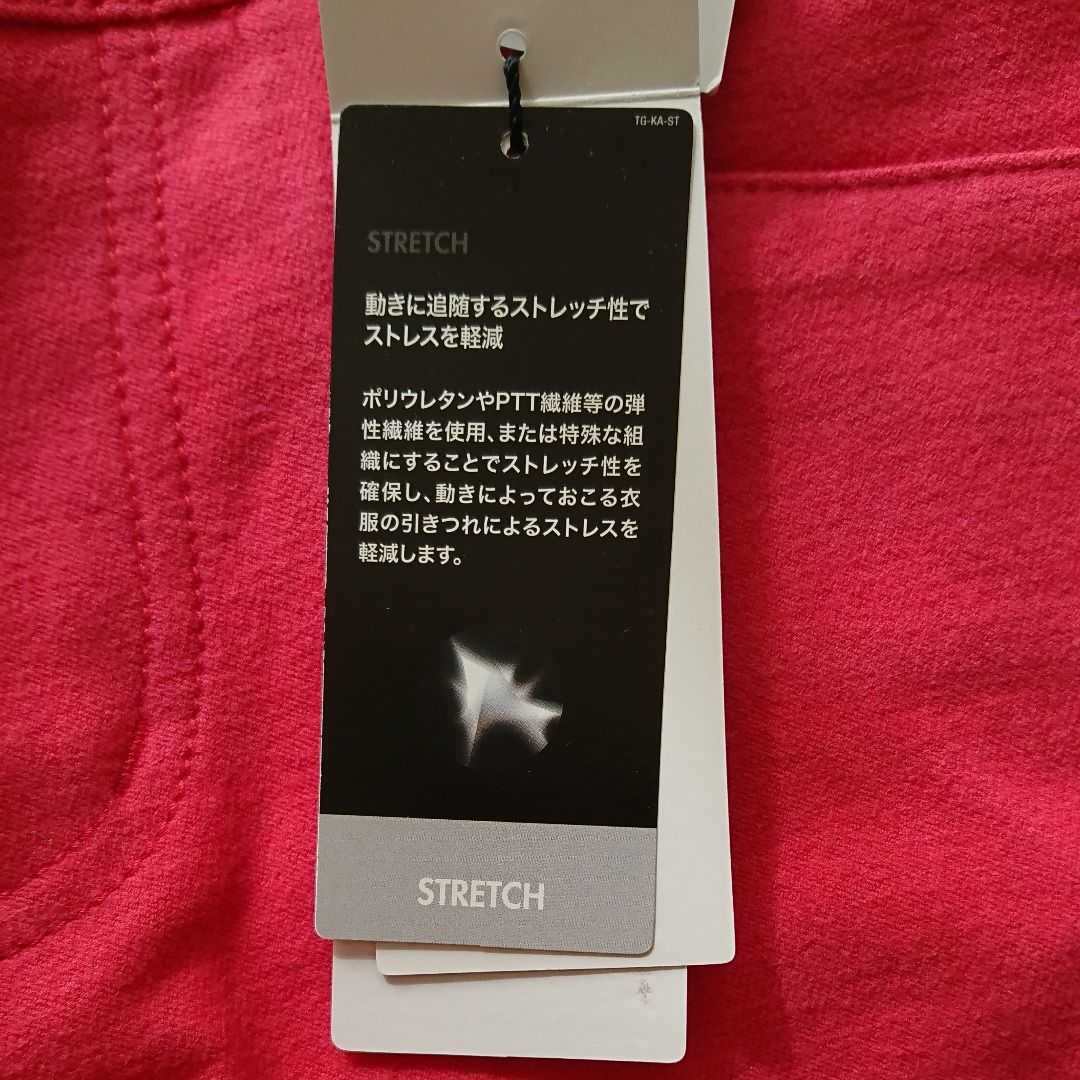 TG-KA-ST
STRETCH
動きに追随するストレッチ性で
ストレスを軽減
ポリウレタンやPTT繊維等の弾
性繊維を使用、または特殊な組
織にすることでストレッチ性を
確保し、動きによっておこる衣
服の引きつれによるストレスを
軽減します。
STRETCH